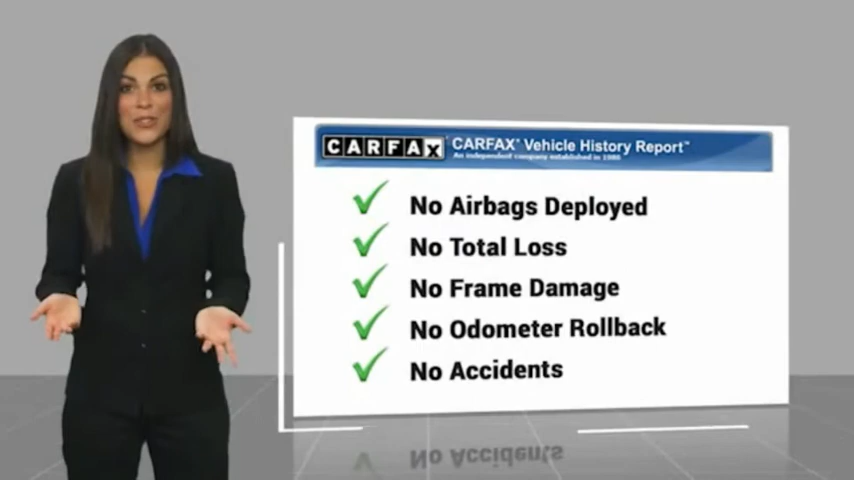 CARFAX CARFAX® Vehicle History Report™
An independent company established in 1986
No Airbags Deployed
No Total Loss
No Frame Damage
No Odometer Rollback
No Accidents
No Accidents